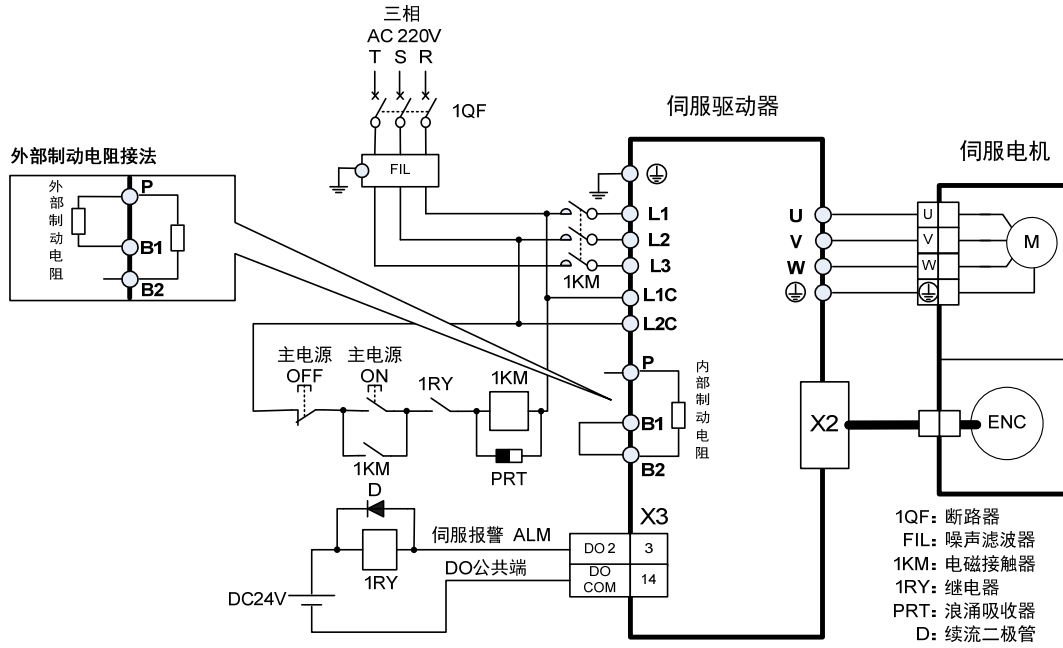 三相
AC 220V
T S R
1QF
FIL
伺服驱动器
伺服电机
外部制动电阻接法
外部制动电阻
P
B1
B2
L1
L2
L3
1KM
L1C
L2C
U
V
W
U
V
W
M
主电源
OFF
主电源
ON
1RY
1KM
1KM
PRT
P
B1
B2
内部制动电阻
X2
ENC
D
1RY
DC24V
伺服报警 ALM
DO公共端
X3
DO 2 3
DO
COM
14
1QF：断路器
FIL：噪声滤波器
1KM：电磁接触器
1RY：继电器
PRT：浪涌吸收器
D：续流二极管